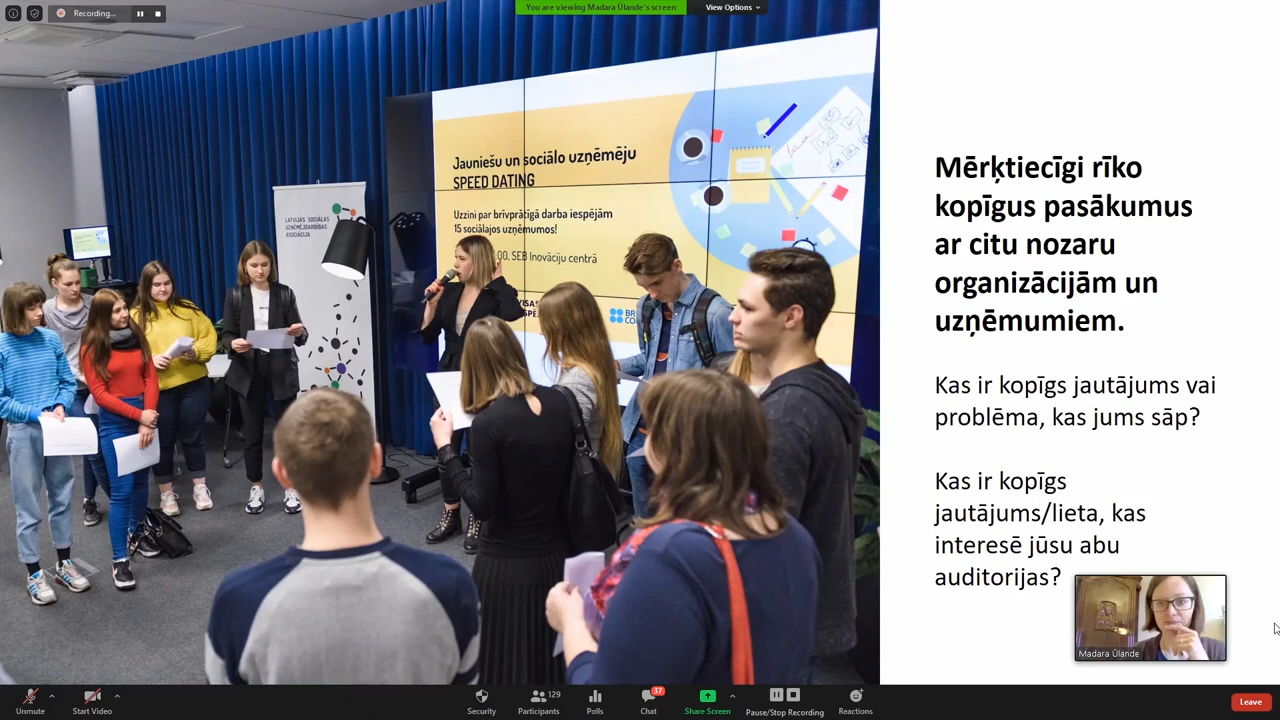 Recording...
You are viewing Madara Ūlande's screen
View Options
Jauniešu un sociālo uzņēmēju
SPEED DATING
Uzzini par brīvprātīgā darba iespējām
15 sociālajos uzņēmumos!
00, SEB Inovāciju centrā
LATVIJAS SOCIĀLĀS
UZŅĒMĒJDARBĪBAS
ASOCIĀCIJA
Mērķtiecīgi rīko
kopīgus pasākumus
ar citu nozaru
organizācijām un
uzņēmumiem.
Kas ir kopīgs jautājums vai
problēma, kas jums sāp?
Kas ir kopīgs
jautājums/lieta, kas
interesē jūsu abu
auditorijas?
Madara Ūlande
Unmute
Start Video
Security
Participants
129
Polls
Chat
37
Share Screen
Pause/Stop Recording
Reactions
Leave